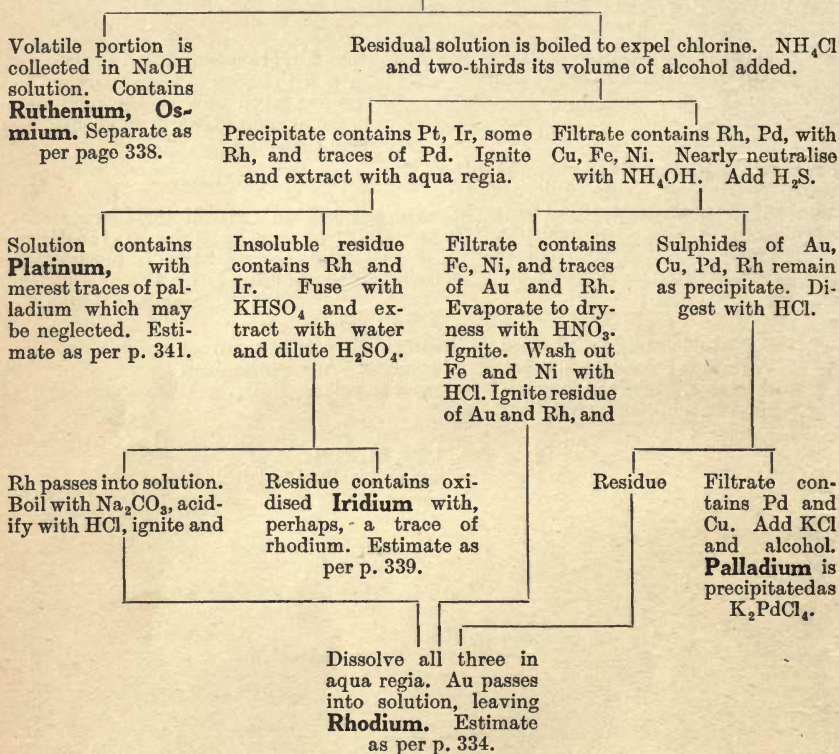 Volatile portion is
collected in NaOH
solution. Contains
Ruthenium, Os-
mium. Separate as
per page 338.
Residual solution is boiled to expel chlorine. NH₄Cl
and two-thirds its volume of alcohol added.
Precipitate contains Pt, Ir, some
Rh, and traces of Pd. Ignite
and extract with aqua regia.
Filtrate contains Rh, Pd, with
Cu, Fe, Ni. Nearly neutralise
with NH₄OH. Add H₂S.
Solution contains
Platinum, with
merest traces of pal-
ladium which may
be neglected. Esti-
mate as per p. 341.
Insoluble residue
contains Rh and
Ir. Fuse with
KHSO₄ and ex-
tract with water
and dilute H₂SO₄.
Filtrate contains
Fe, Ni, and traces
of Au and Rh.
Evaporate to dry-
ness with HNO₃.
Ignite. Wash out
Fe and Ni with
HCl. Ignite residue
of Au and Rh, and
Sulphides of Au,
Cu, Pd, Rh remain
as precipitate. Di-
gest with HCl.
Rh passes into solution.
Boil with Na₂CO₃, acid-
ify with HCl, ignite and
Residue contains oxi-
dised Iridium with,
perhaps, a trace of
rhodium. Estimate as
per p. 339.
Residue
Filtrate con-
tains Pd and
Cu. Add KCl
and alcohol.
Palladium is
precipitated as
K₂PdCl₄.
Dissolve all three in
aqua regia. Au passes
into solution, leaving
Rhodium. Estimate
as per p. 334.